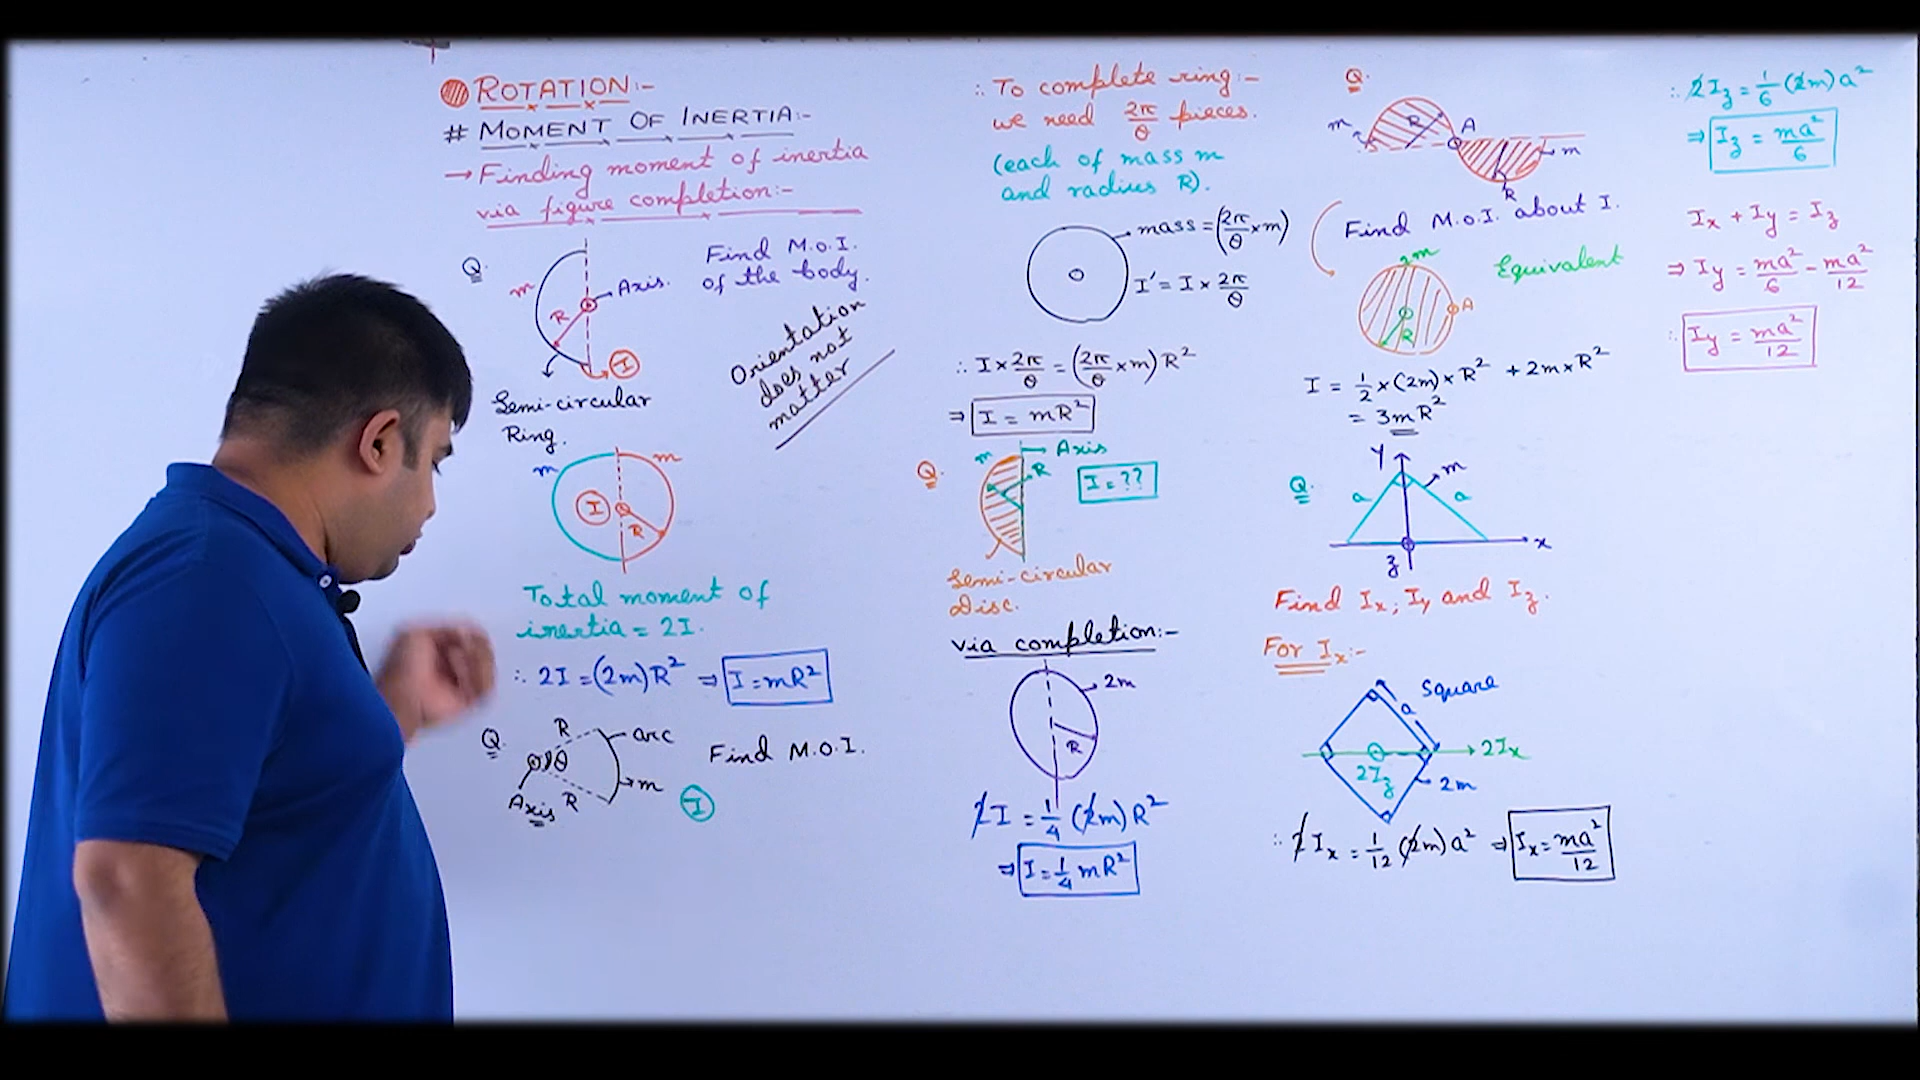 ROTATION:-
# MOMENT OF INERTIA:-
→ Finding moment of inertia
via figure completion:-
Q.
m
R
Axis.
I
Find M.O.I.
of the body.
Semi-circular
Ring.
Orientation
does not
matter
m
m
I
R
Total moment of
inertia = 2I.
∴ 2I = (2m)R² ⇒ I = mR²
Q.
R
θ
R
Axis
arc
m
I
Find M.O.I.
∴ To complete ring:-
we need 2π/θ pieces.
(each of mass m
and radius R).
mass = (2π/θ × m)
I' = I × 2π/θ
∴ I × 2π/θ = (2π/θ × m) R²
⇒ I = mR²
Q.
m
R
Axis
I = ??
Semi-circular
Disc.
via completion:-
2m
R
2I = 1/4 (2m) R²
⇒ I = 1/4 mR²
Q.
m
R
A
m
R
Find M.O.I. about I.
2m
Equivalent
A
R
I = 1/2 × (2m) × R² + 2m × R²
= 3mR²
Q.
Y
m
a
a
x
z
Find Ix, Iy and Iz.
For Ix:-
Square
a
2Ix
2Iz
2m
∴ 2Ix = 1/12 (2m) a² ⇒ Ix = ma²/12
∴ 2Iz = 1/6 (2m) a²
⇒ Iz = ma²/6
Ix + Iy = Iz
⇒ Iy = ma²/6 - ma²/12
∴ Iy = ma²/12